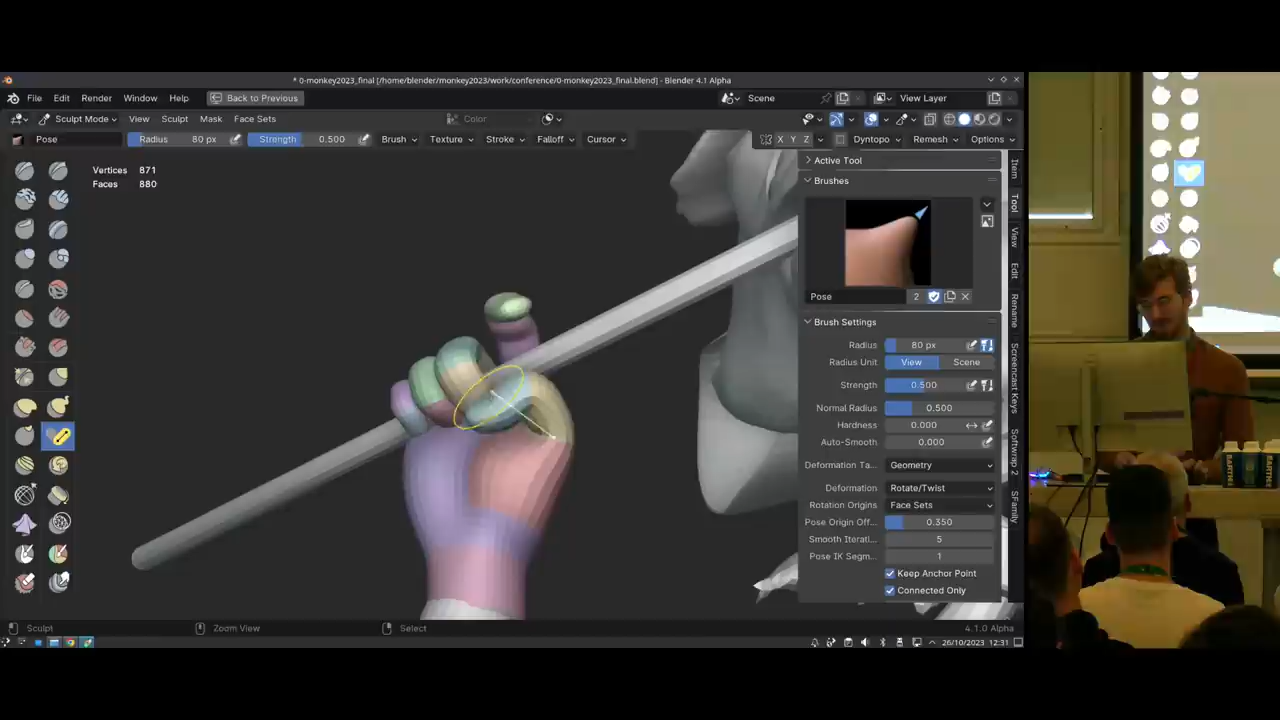 * 0-monkey2023_final [/home/blender/monkey2023/work/conference/0-monkey2023_final.blend] - Blender 4.1 Alpha
File Edit Render Window Help Back to Previous Scene View Layer
Sculpt Mode View Sculpt Mask Face Sets Color
Pose Radius 80 px Strength 0.500 Brush Texture Stroke Falloff Cursor X Y Z Dyntopo Remesh Options
Vertices 871
Faces 880
Active Tool
Brushes
Pose 2
Brush Settings
Radius 80 px
Radius Unit View Scene
Strength 0.500
Normal Radius 0.500
Hardness 0.000
Auto-Smooth 0.000
Deformation Ta... Geometry
Deformation Rotate/Twist
Rotation Origins Face Sets
Pose Origin Off... 0.350
Smooth Iterati... 5
Pose IK Segm... 1
Keep Anchor Point
Connected Only
Item
Tool
View
Edit
Rename
Screencast Keys
Softwrap 2
SFamily
Sculpt Zoom View Select 4.1.0 Alpha
26/10/2023 12:31